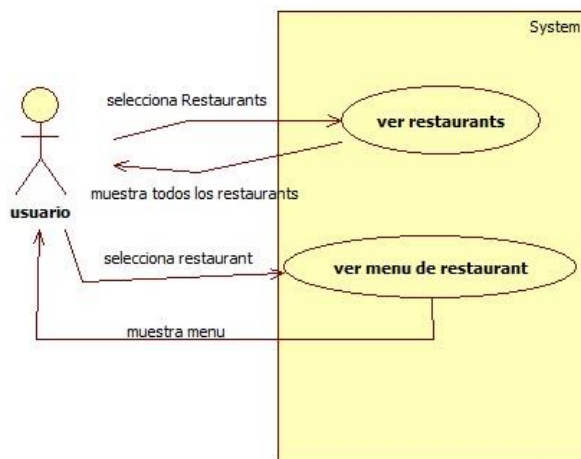 System
selecciona Restaurants
ver restaurants
muestra todos los restaurants
usuario
selecciona restaurant
ver menu de restaurant
muestra menu